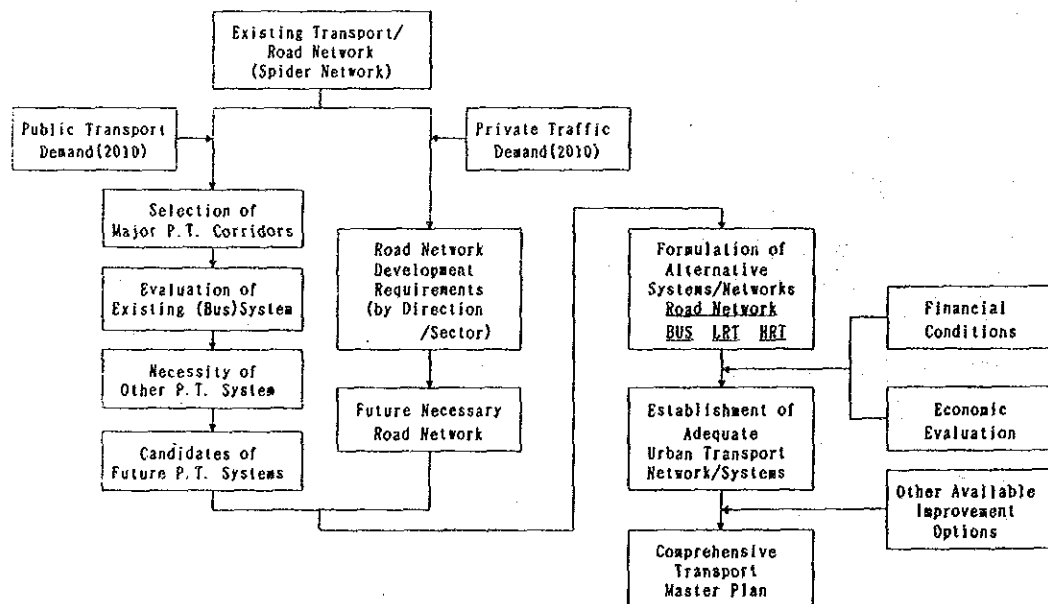 Existing Transport/
Road Network
(Spider Network)
Public Transport
Demand(2010)
Private Traffic
Demand(2010)
Selection of
Major P.T. Corridors
Evaluation of
Existing (Bus)System
Necessity of
Other P.T. System
Candidates of
Future P.T. Systems
Road Network
Development
Requirements
(by Direction
/Sector)
Future Necessary
Road Network
Formulation of
Alternative
Systems/Networks
Road Network
BUS LRT HRT
Financial
Conditions
Economic
Evaluation
Establishment of
Adequate
Urban Transport
Network/Systems
Other Available
Improvement
Options
Comprehensive
Transport
Master Plan